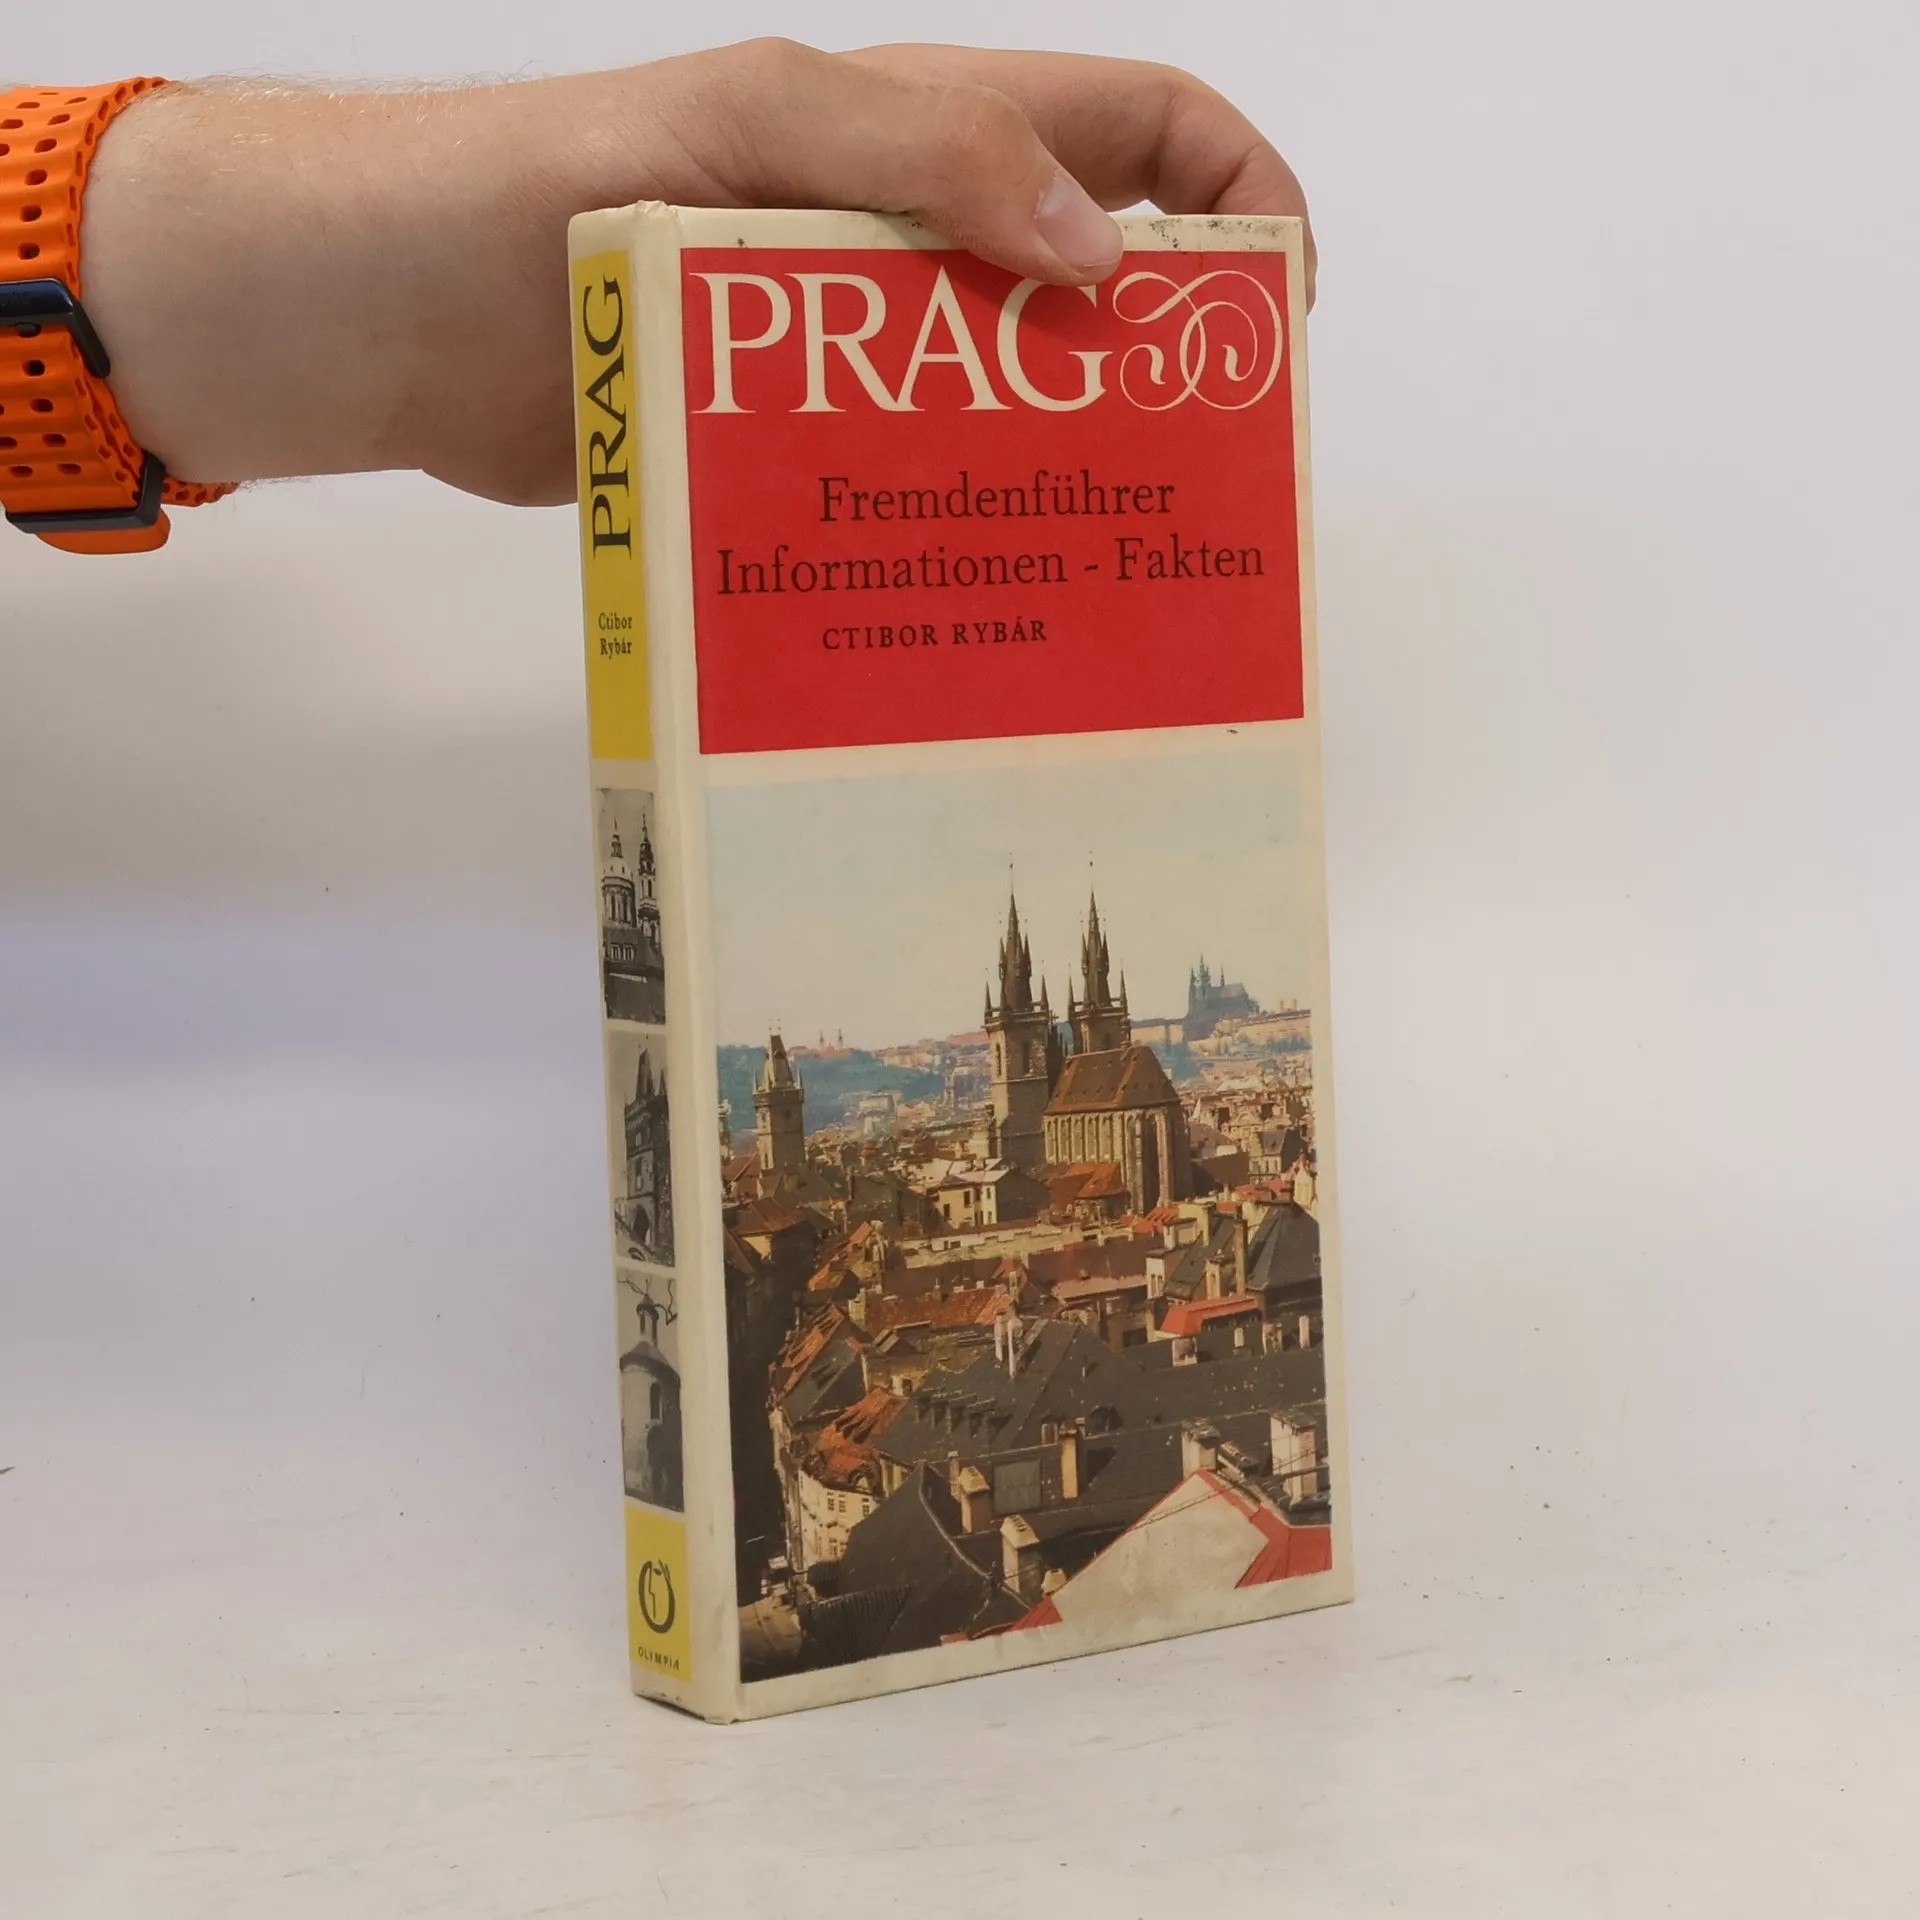 PRAG
Fremdenführer
Informationen - Fakten
CTIBOR RYBÁR
PRAG
Ctibor
Rybár
OLYMPIA